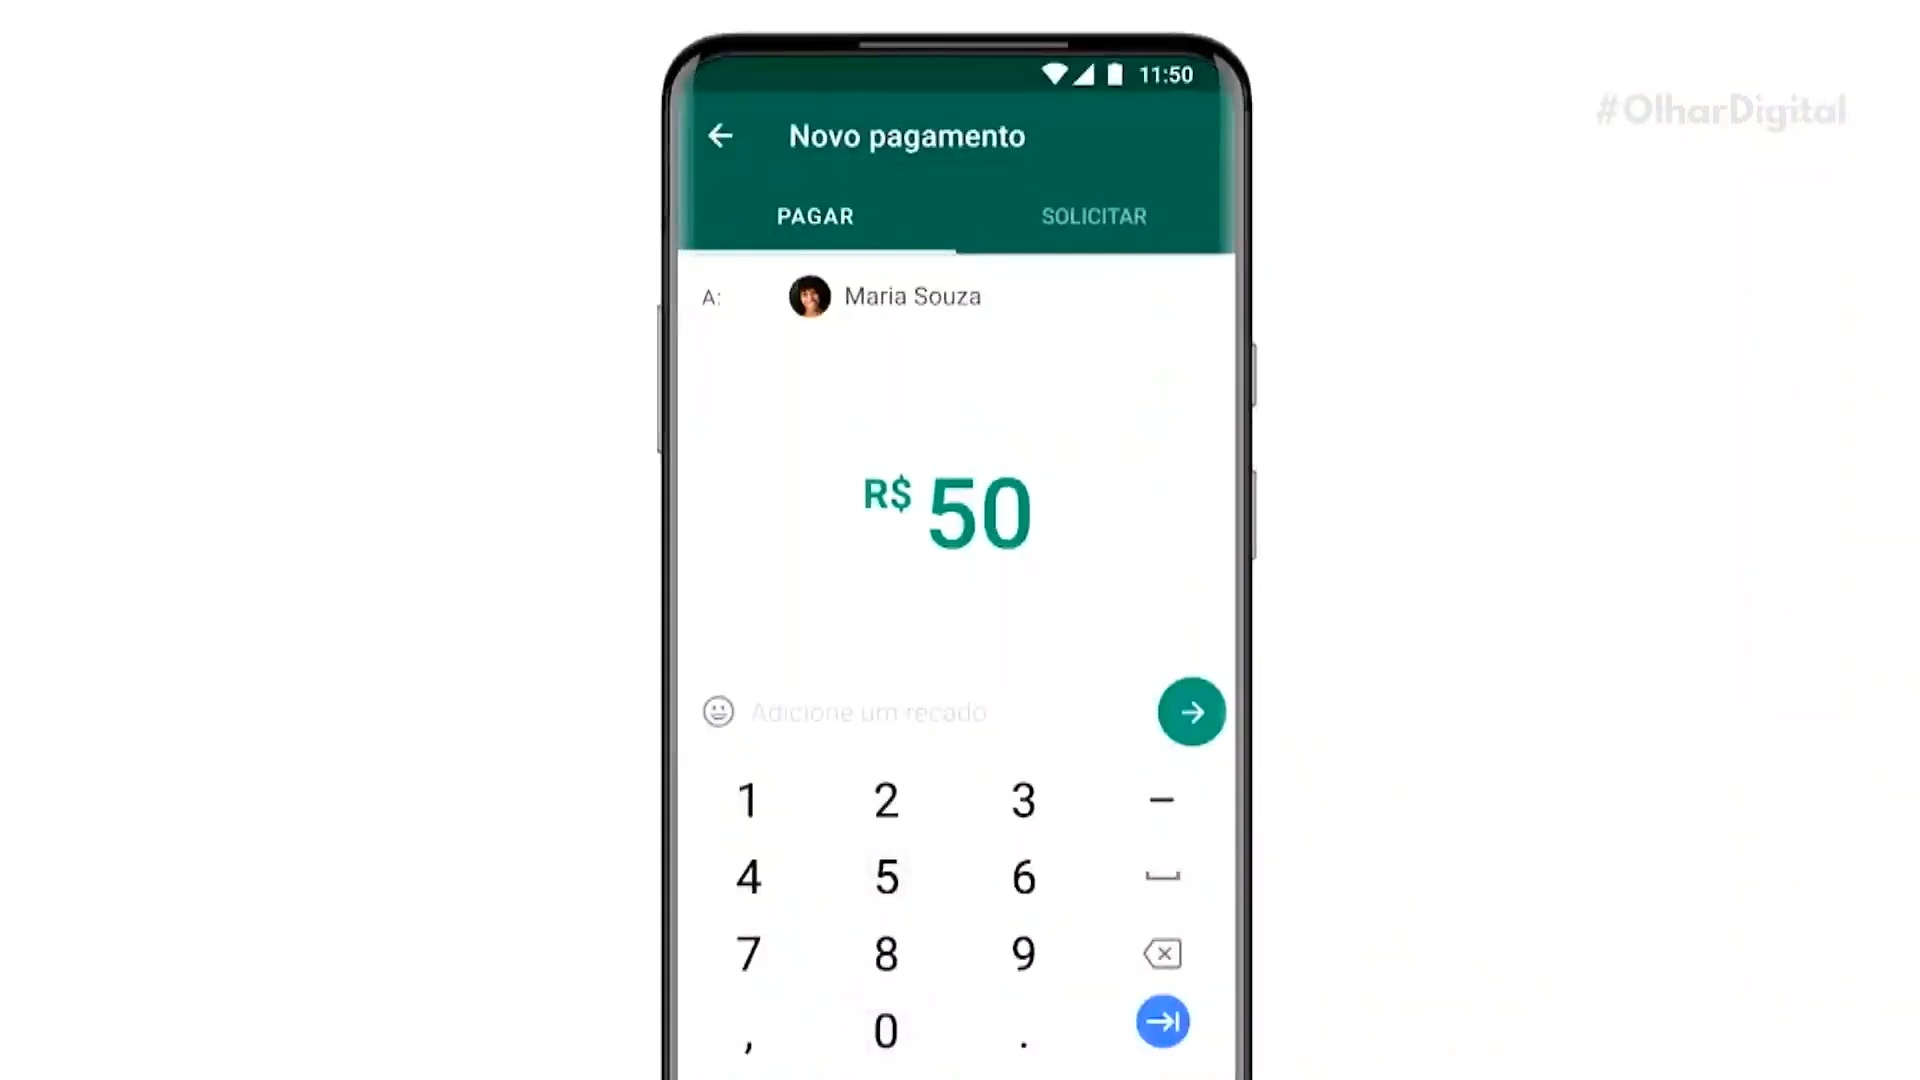 #OlharDigital
11:50
Novo pagamento
PAGAR
SOLICITAR
A:
Maria Souza
R$ 50
Adicione um recado
1 2 3 –
4 5 6
7 8 9
, 0 .